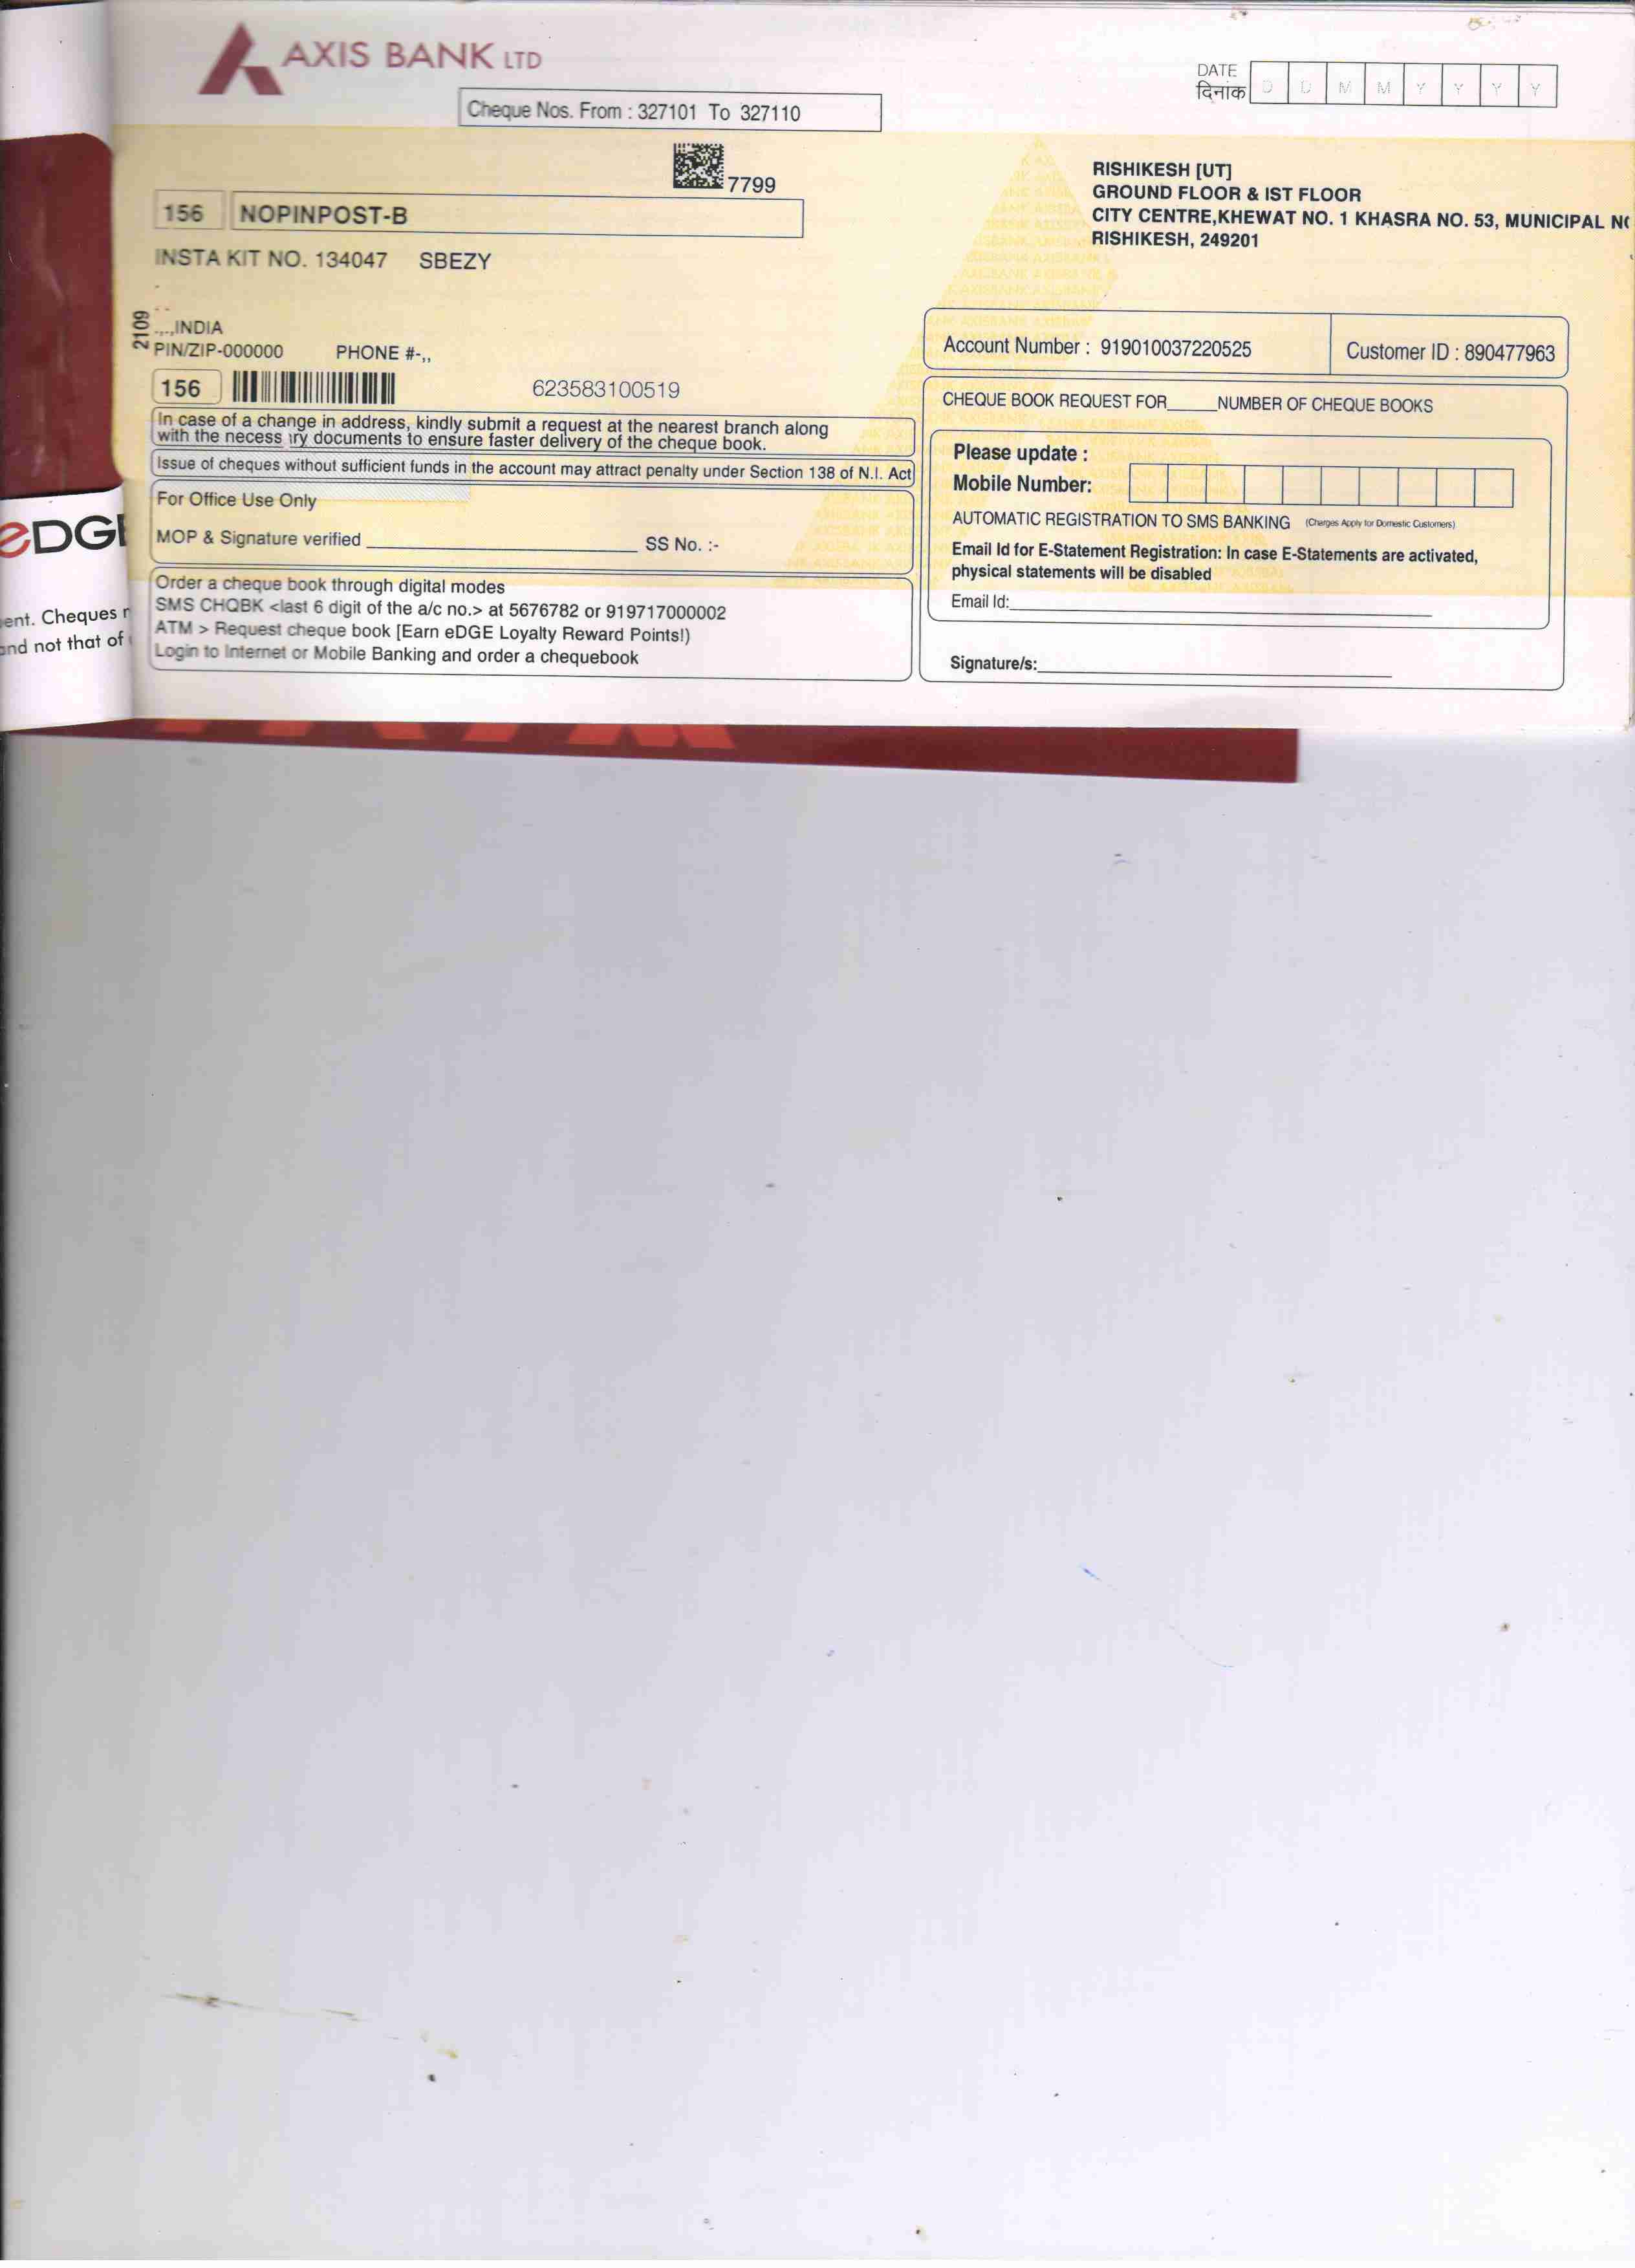 AXIS BANK LTD
Cheque Nos. From : 327101 To 327110
DATE
दिनांक
D D M M Y Y Y Y
7799
156 NOPINPOST-B
INSTA KIT NO. 134047 SBEZY
RISHIKESH [UT]
GROUND FLOOR & IST FLOOR
CITY CENTRE,KHEWAT NO. 1 KHASRA NO. 53, MUNICIPAL
RISHIKESH, 249201
2109
.,.,INDIA
PIN/ZIP-000000 PHONE #-,,
156
623583100519
Account Number : 919010037220525 Customer ID : 890477963
In case of a change in address, kindly submit a request at the nearest branch along
with the necess ry documents to ensure faster delivery of the cheque book.
Issue of cheques without sufficient funds in the account may attract penalty under Section 138 of N.I. Act
For Office Use Only
MOP & Signature verified SS No. :-
Order a cheque book through digital modes
SMS CHQBK <last 6 digit of the a/c no.> at 5676782 or 919717000002
ATM > Request cheque book [Earn eDGE Loyalty Reward Points!)
Login to Internet or Mobile Banking and order a chequebook
CHEQUE BOOK REQUEST FOR_____NUMBER OF CHEQUE BOOKS
Please update :
Mobile Number:
AUTOMATIC REGISTRATION TO SMS BANKING (Charges Apply for Domestic Customers)
Email Id for E-Statement Registration: In case E-Statements are activated,
physical statements will be disabled
Email Id:
Signature/s:
eDG
ent. Cheques
and not that of